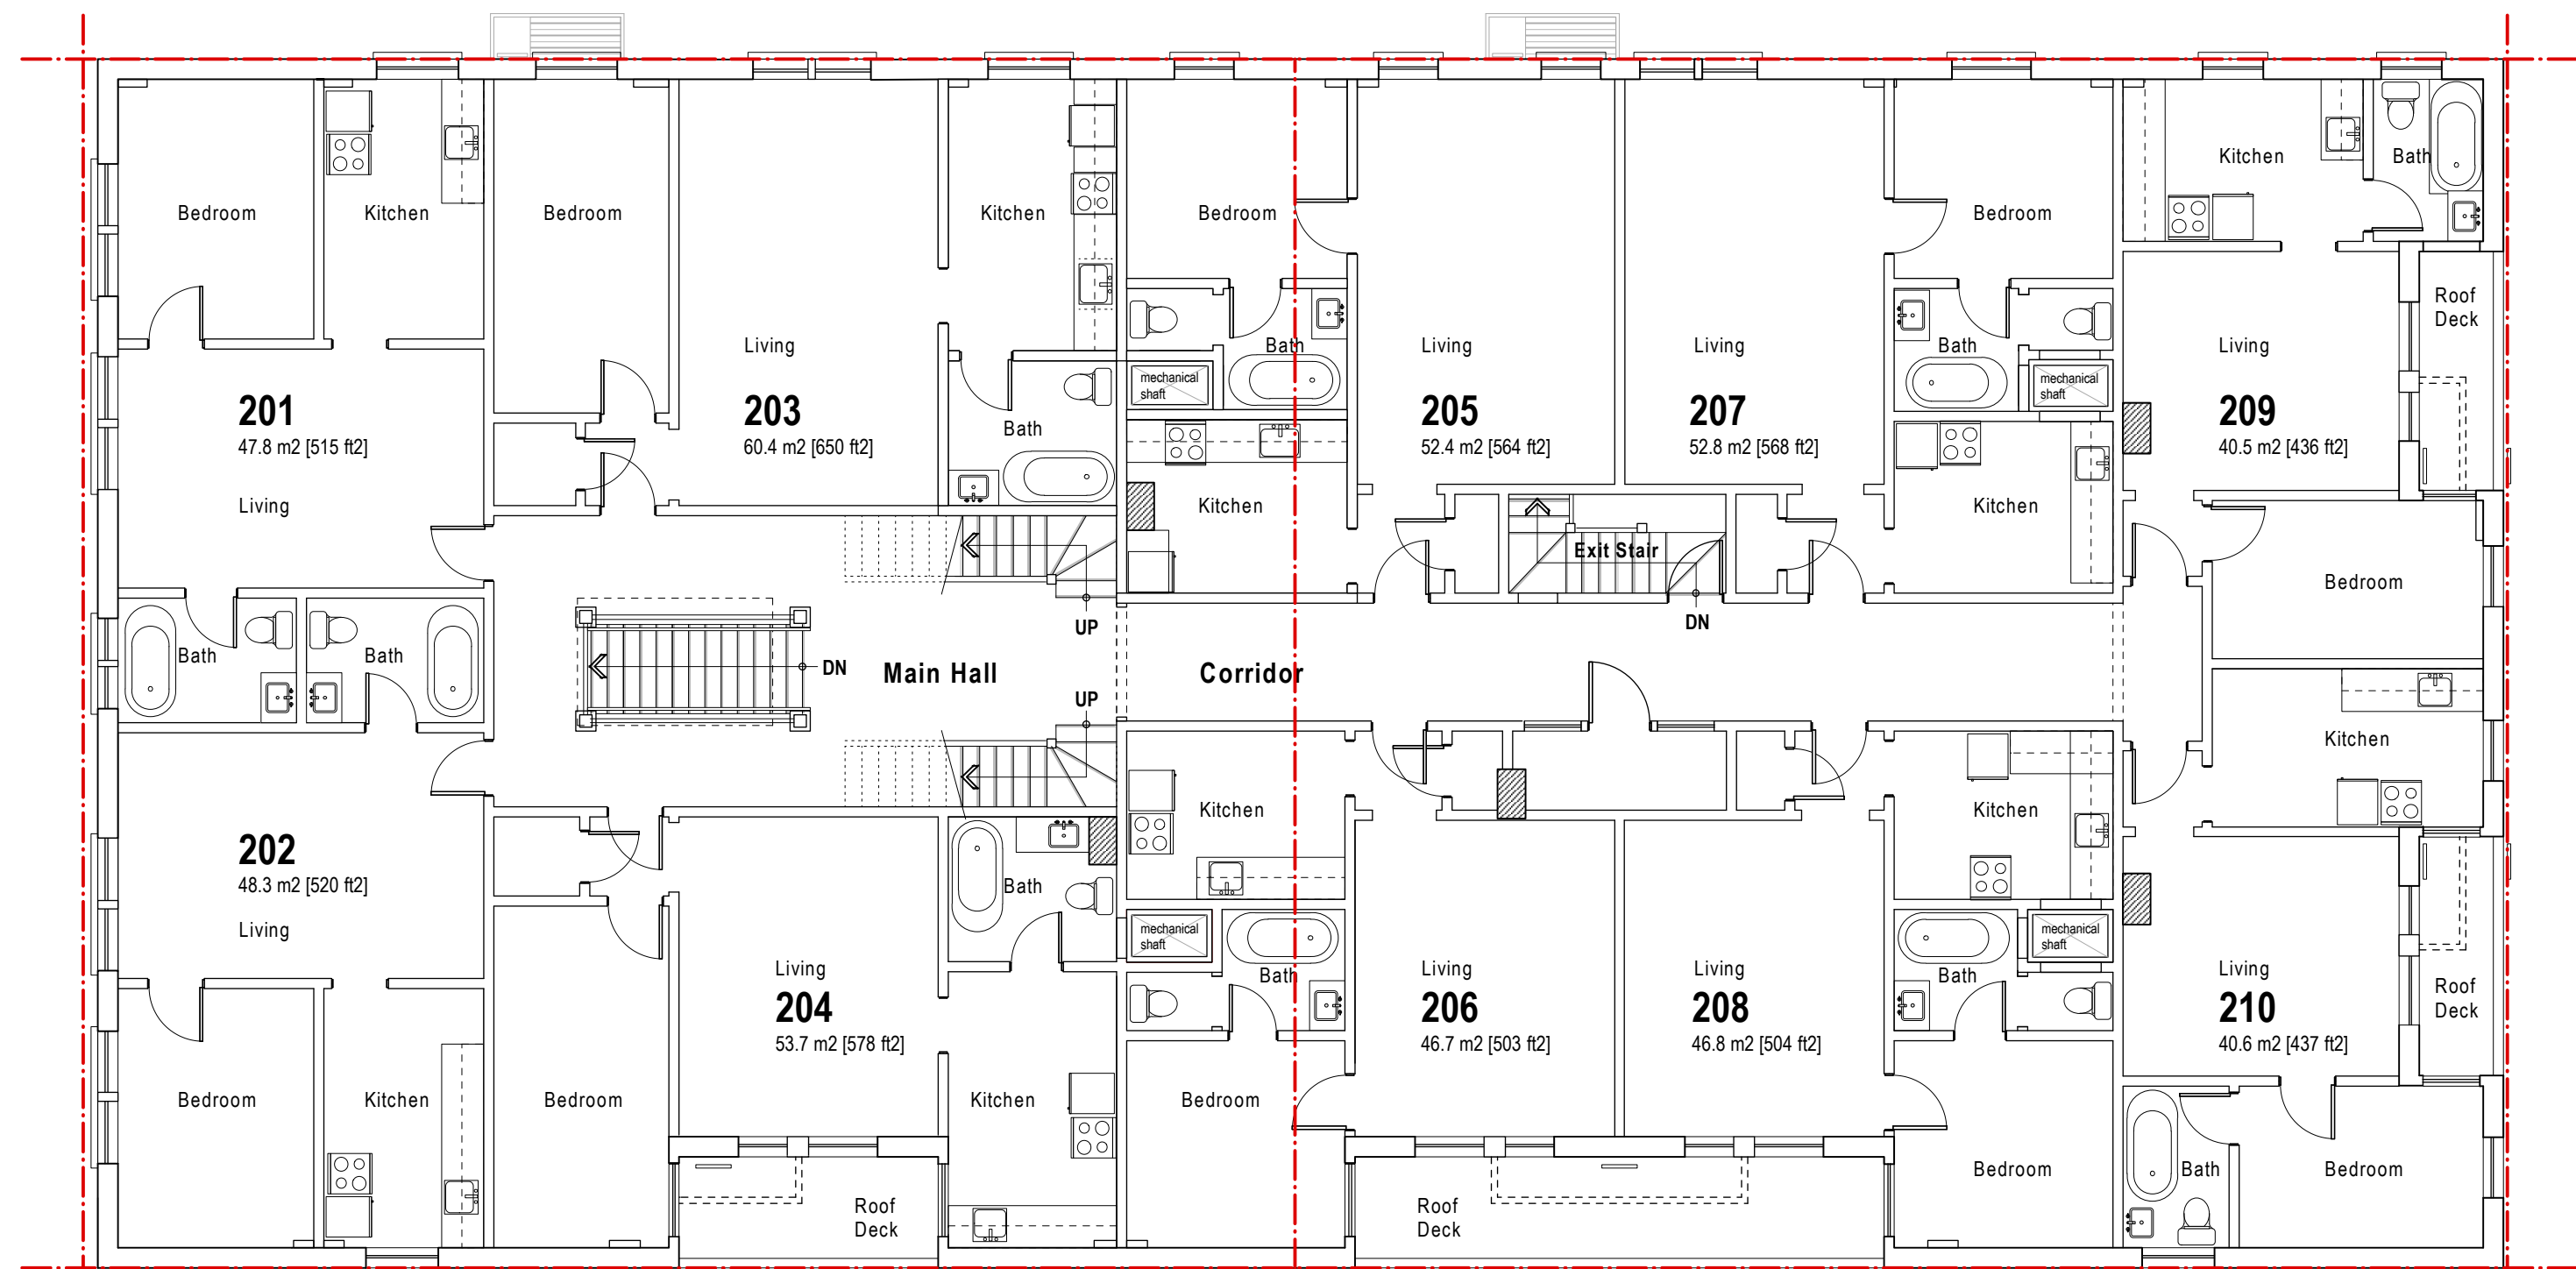 Bedroom
Kitchen
Living
201
47.8 m2 [515 ft2]
Living
Bath
Bath
202
48.3 m2 [520 ft2]
Living
Bedroom
Kitchen
Bedroom
Living
203
60.4 m2 [650 ft2]
Kitchen
Bath
UP
DN
Main Hall
UP
Bath
Living
204
53.7 m2 [578 ft2]
Bedroom
Kitchen
Roof
Deck
Bedroom
Bath
mechanical
shaft
Kitchen
Living
205
52.4 m2 [564 ft2]
Exit Stair
DN
Corridor
Kitchen
mechanical
shaft
Bath
Living
206
46.7 m2 [503 ft2]
Bedroom
Roof
Deck
Living
207
52.8 m2 [568 ft2]
Bedroom
Bath
mechanical
shaft
Kitchen
Kitchen
mechanical
shaft
Bath
Living
208
46.8 m2 [504 ft2]
Bedroom
Kitchen
Bath
Roof
Deck
Living
209
40.5 m2 [436 ft2]
Bedroom
Kitchen
Living
210
40.6 m2 [437 ft2]
Roof
Deck
Bath
Bedroom